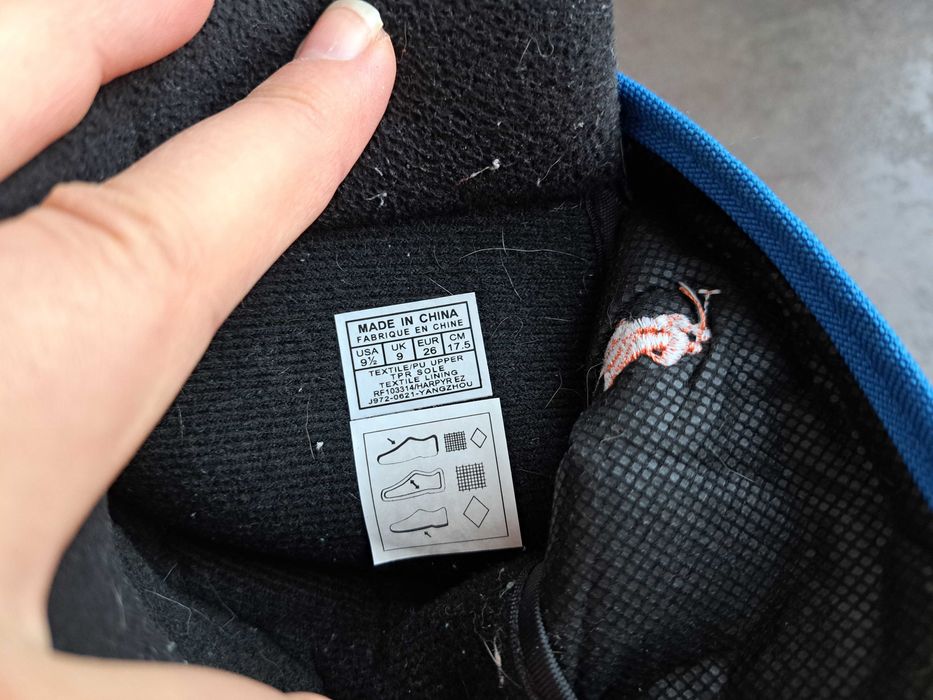 MADE IN CHINA
FABRIQUE EN CHINE
USA UK EUR CM
9½ 9 26 17.5
TEXTILE/PU UPPER
TPR SOLE
TEXTILE LINING
RF103314/HARPYR EZ
J972-0621-YANGZHOU